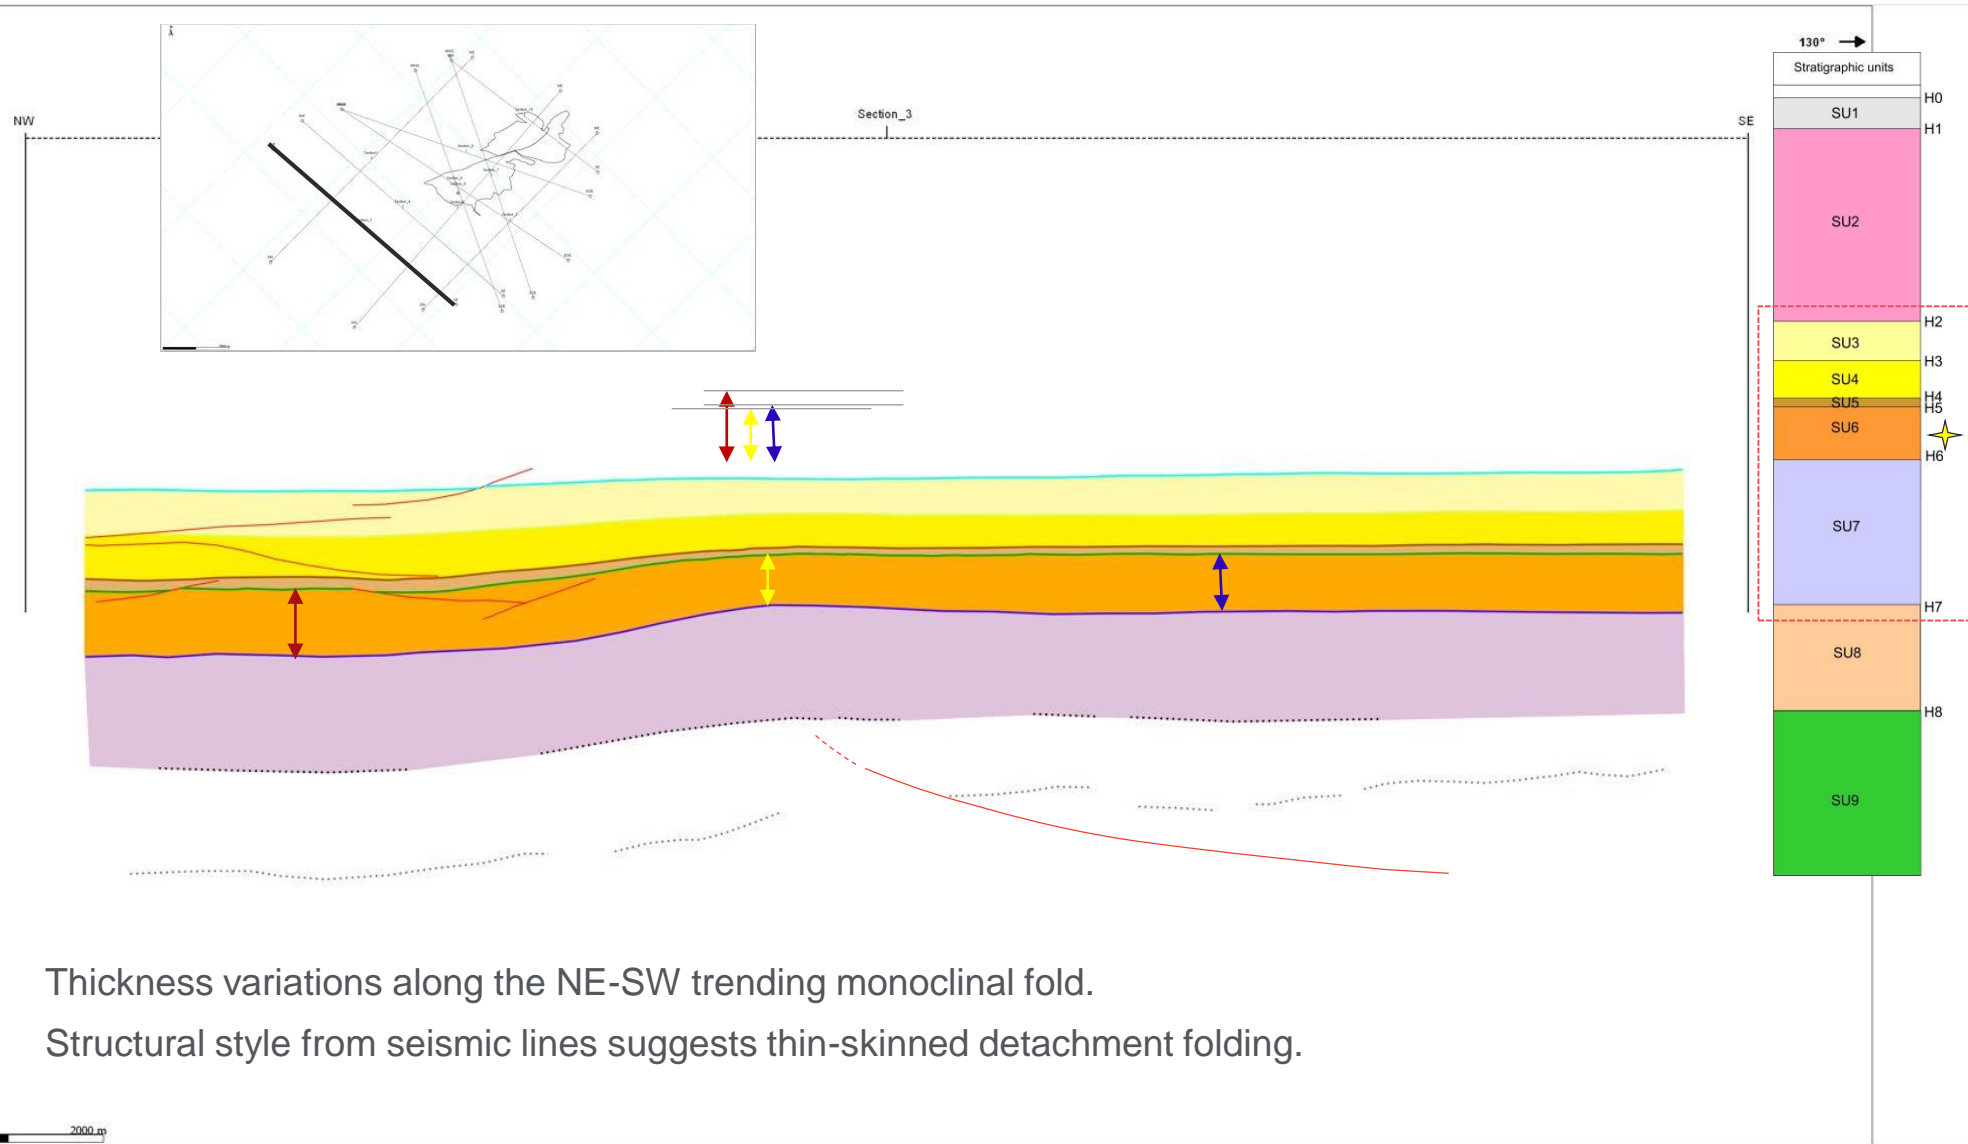 130°
Stratigraphic units
NW
Section_3
SE
H0
SU1
H1
SU2
H2
SU3
H3
SU4
H4
SU5
H5
SU6
H6
SU7
H7
SU8
H8
SU9
Thickness variations along the NE-SW trending monoclinal fold.
Structural style from seismic lines suggests thin-skinned detachment folding.
2000 m